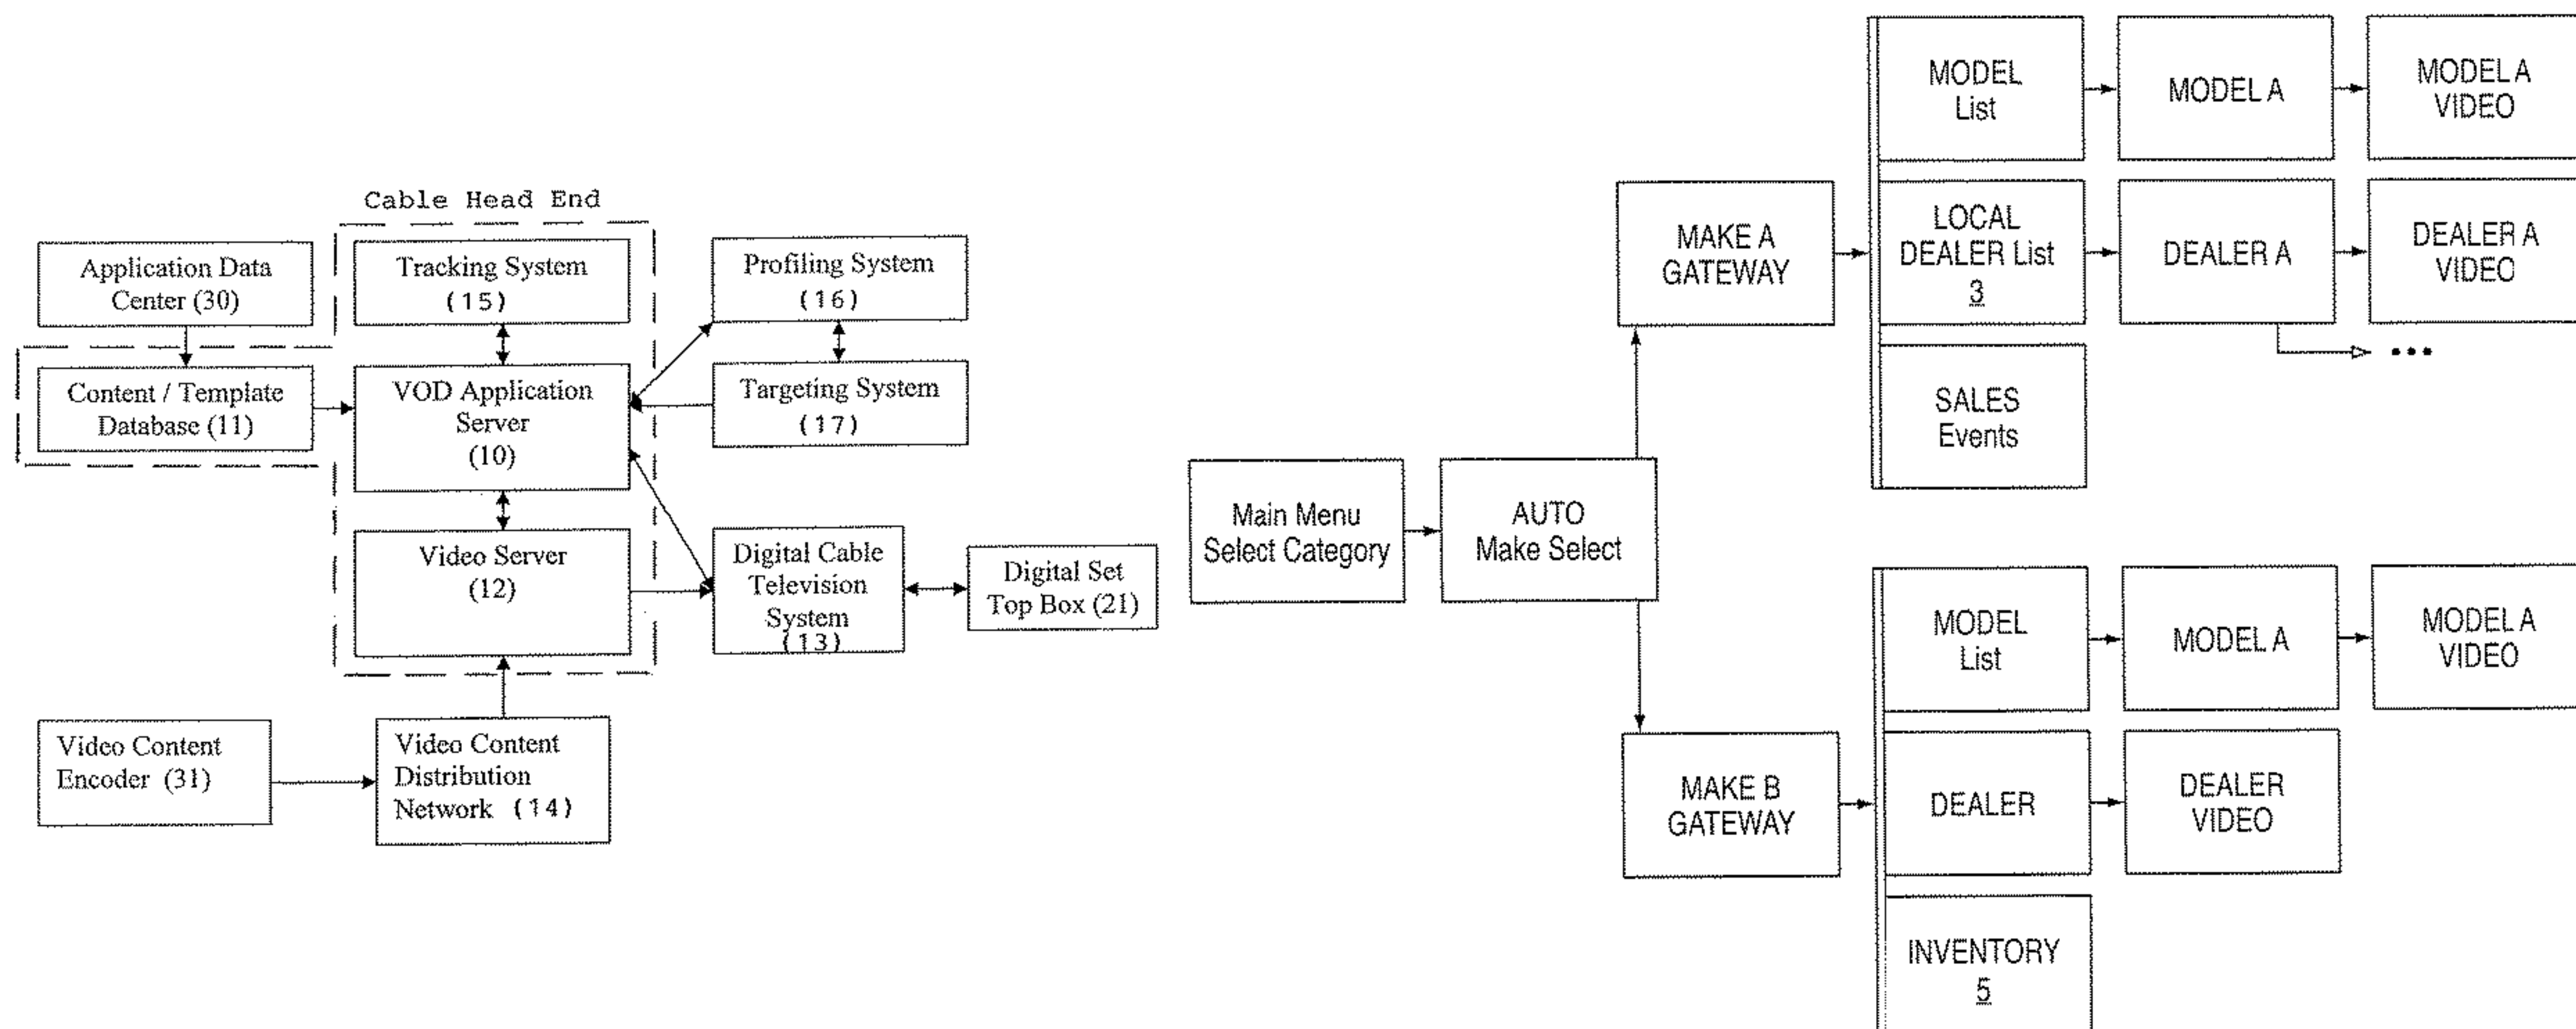 Cable Head End
Application Data
Center (30)
Tracking System
(15)
Profiling System
(16)
Content / Template
Database (11)
VOD Application
Server
(10)
Targeting System
(17)
Video Server
(12)
Digital Cable
Television
System
(13)
Digital Set
Top Box (21)
Video Content
Encoder (31)
Video Content
Distribution
Network (14)
Main Menu
Select Category
AUTO
Make Select
MAKE A
GATEWAY
MODEL
List
MODEL A
MODEL A
VIDEO
LOCAL
DEALER List
3
DEALER A
DEALER A
VIDEO
•••
SALES
Events
MAKE B
GATEWAY
MODEL
List
MODEL A
MODEL A
VIDEO
DEALER
DEALER
VIDEO
INVENTORY
5